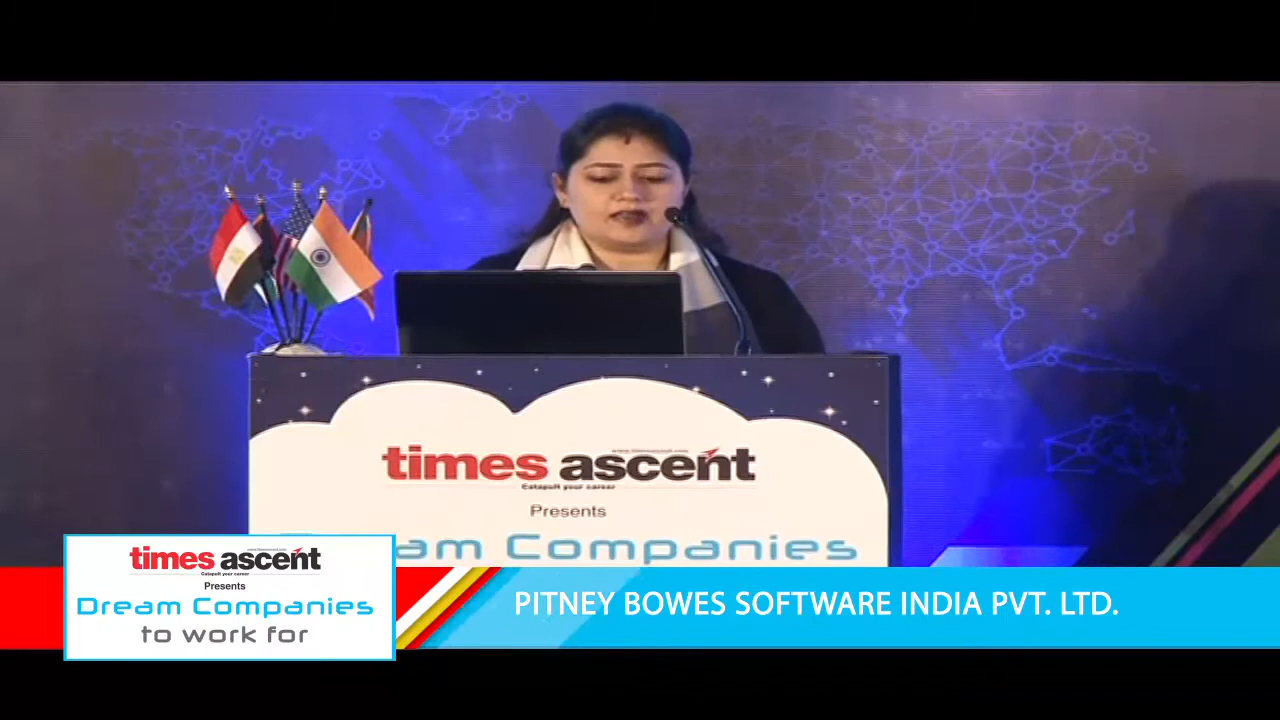 times ascent
Catapult your career
Presents
am Companies
times ascent
Catapult your career
Presents
Dream Companies
to work for
PITNEY BOWES SOFTWARE INDIA PVT. LTD.